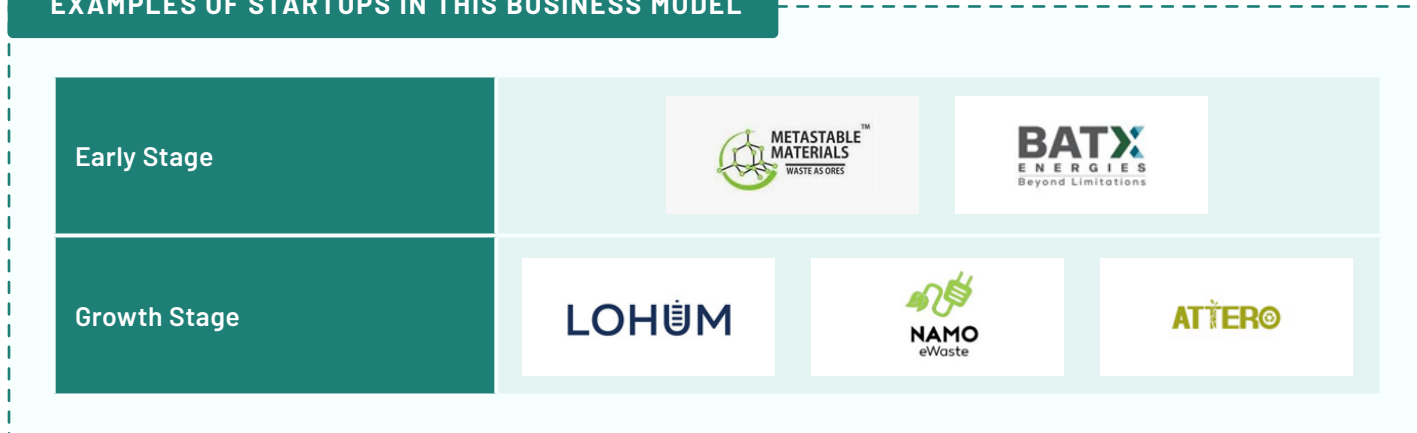 EXAMPLES OF STARTUPS IN THIS BUSINESS MODEL
Early Stage
METASTABLE™
MATERIALS
WASTE AS ORES
BATX
ENERGIES
Beyond Limitations
Growth Stage
LOHUM
NAMO
eWaste
ATTERO